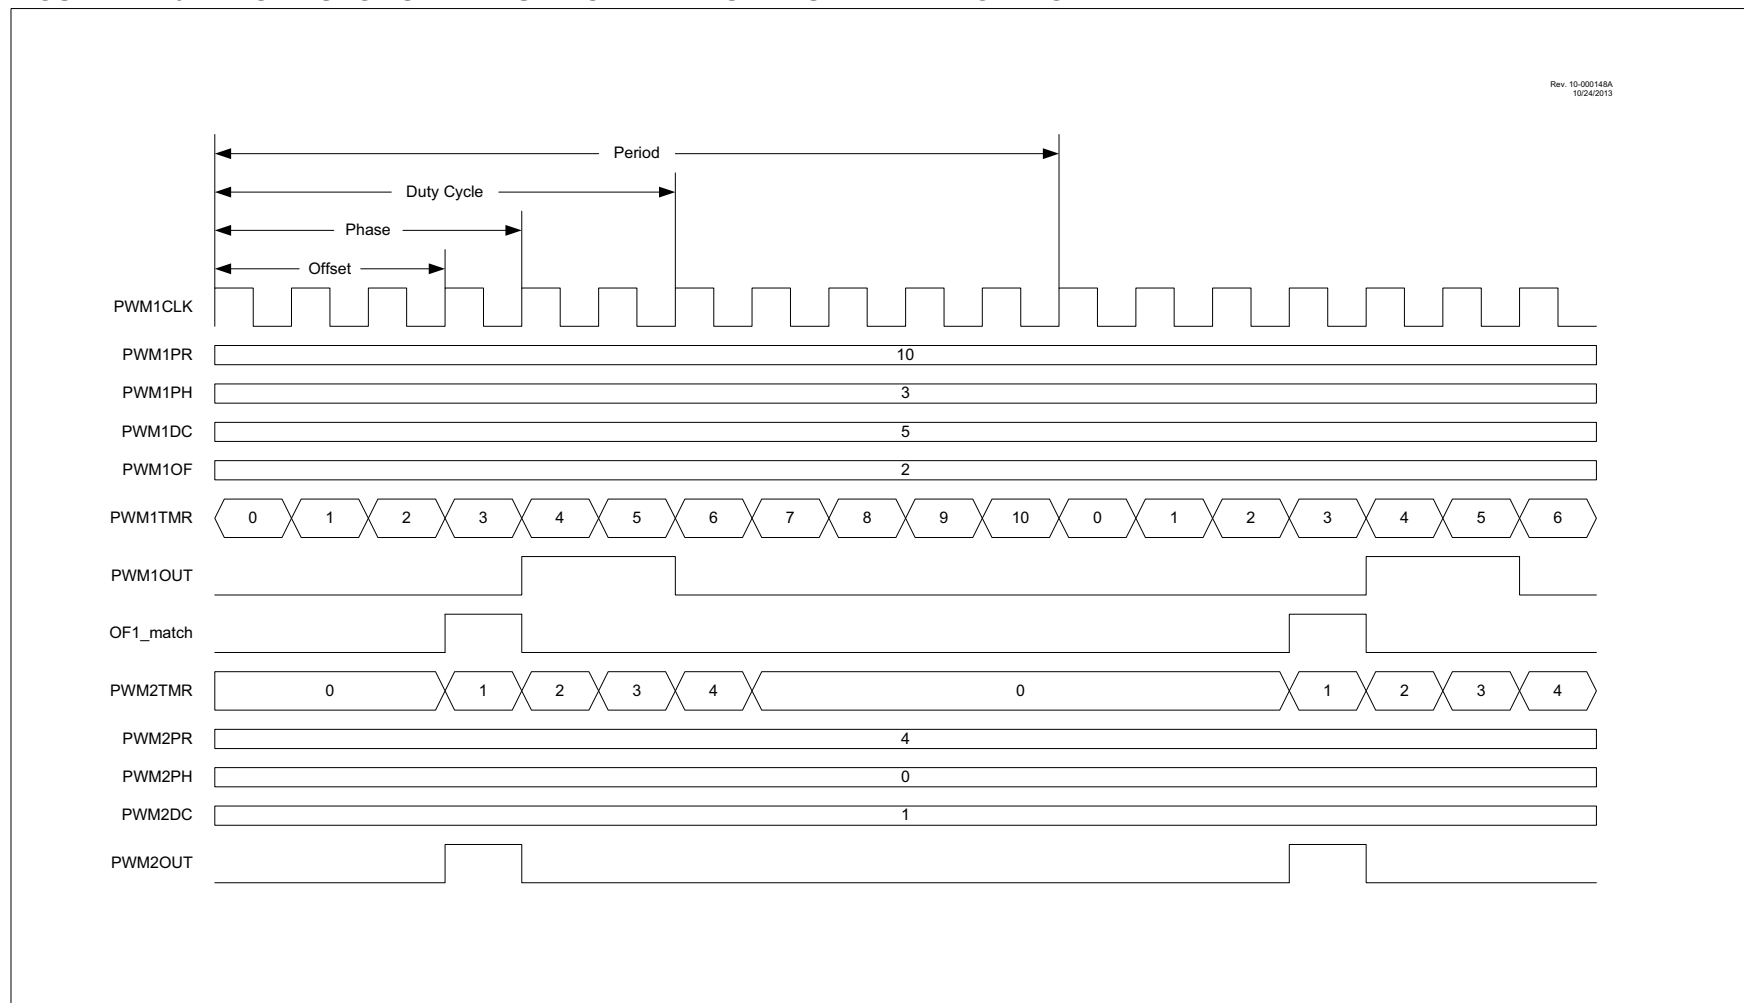 Rev. 10-000148A
10/24/2013
Period
Duty Cycle
Phase
Offset
PWM1CLK
PWM1PR 10
PWM1PH 3
PWM1DC 5
PWM1OF 2
PWM1TMR 0 1 2 3 4 5 6 7 8 9 10 0 1 2 3 4 5 6
PWM1OUT
OF1_match
PWM2TMR 0 1 2 3 4 0 1 2 3 4
PWM2PR 4
PWM2PH 0
PWM2DC 1
PWM2OUT